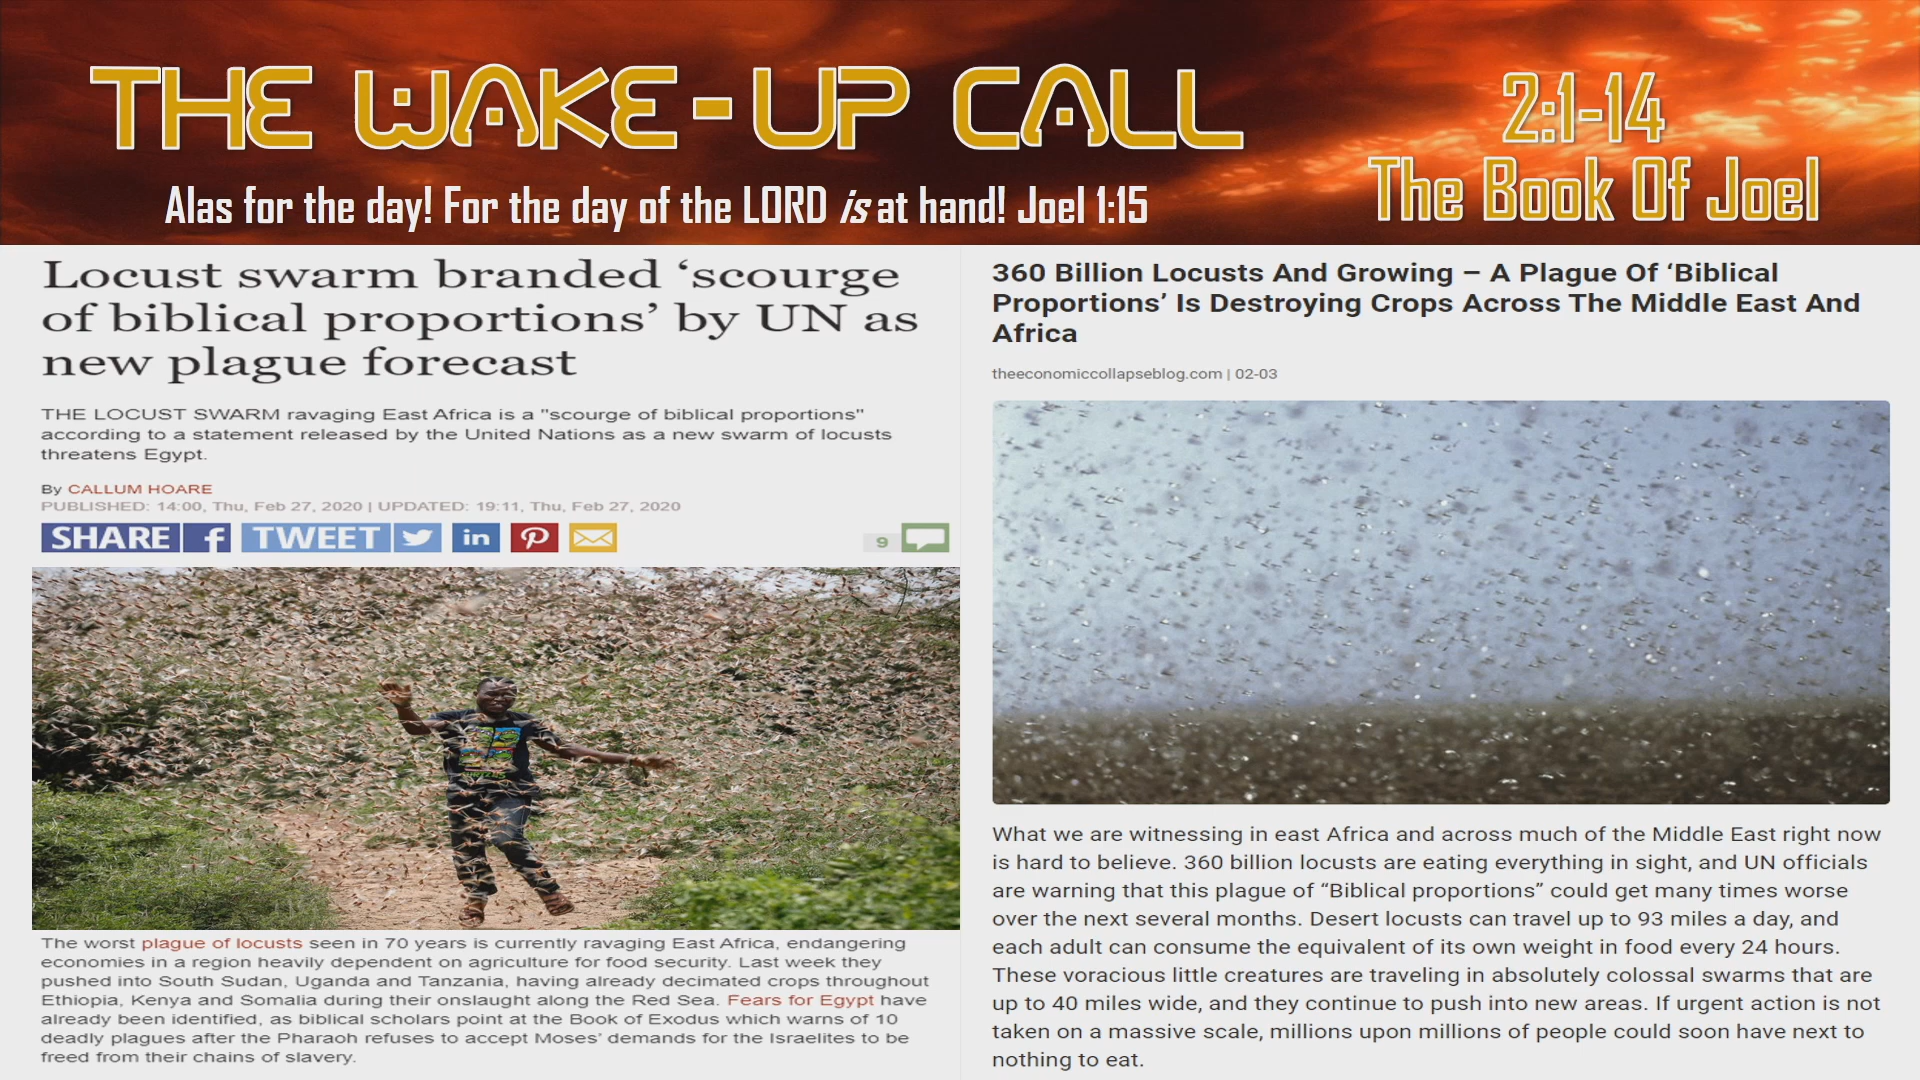 THE WAKE-UP CALL
Alas for the day! For the day of the LORD is at hand! Joel 1:15
2:1-14
The Book Of Joel
Locust swarm branded ‘scourge
of biblical proportions’ by UN as
new plague forecast
THE LOCUST SWARM ravaging East Africa is a "scourge of biblical proportions"
according to a statement released by the United Nations as a new swarm of locusts
threatens Egypt.
By CALLUM HOARE
PUBLISHED: 14:00, Thu, Feb 27, 2020 | UPDATED: 19:11, Thu, Feb 27, 2020
SHARE f TWEET in 9
The worst plague of locusts seen in 70 years is currently ravaging East Africa, endangering
economies in a region heavily dependent on agriculture for food security. Last week they
pushed into South Sudan, Uganda and Tanzania, having already decimated crops throughout
Ethiopia, Kenya and Somalia during their onslaught along the Red Sea. Fears for Egypt have
already been identified, as biblical scholars point at the Book of Exodus which warns of 10
deadly plagues after the Pharaoh refuses to accept Moses’ demands for the Israelites to be
freed from their chains of slavery.
360 Billion Locusts And Growing – A Plague Of ‘Biblical
Proportions’ Is Destroying Crops Across The Middle East And
Africa
theeconomiccollapseblog.com | 02-03
What we are witnessing in east Africa and across much of the Middle East right now
is hard to believe. 360 billion locusts are eating everything in sight, and UN officials
are warning that this plague of “Biblical proportions” could get many times worse
over the next several months. Desert locusts can travel up to 93 miles a day, and
each adult can consume the equivalent of its own weight in food every 24 hours.
These voracious little creatures are traveling in absolutely colossal swarms that are
up to 40 miles wide, and they continue to push into new areas. If urgent action is not
taken on a massive scale, millions upon millions of people could soon have next to
nothing to eat.